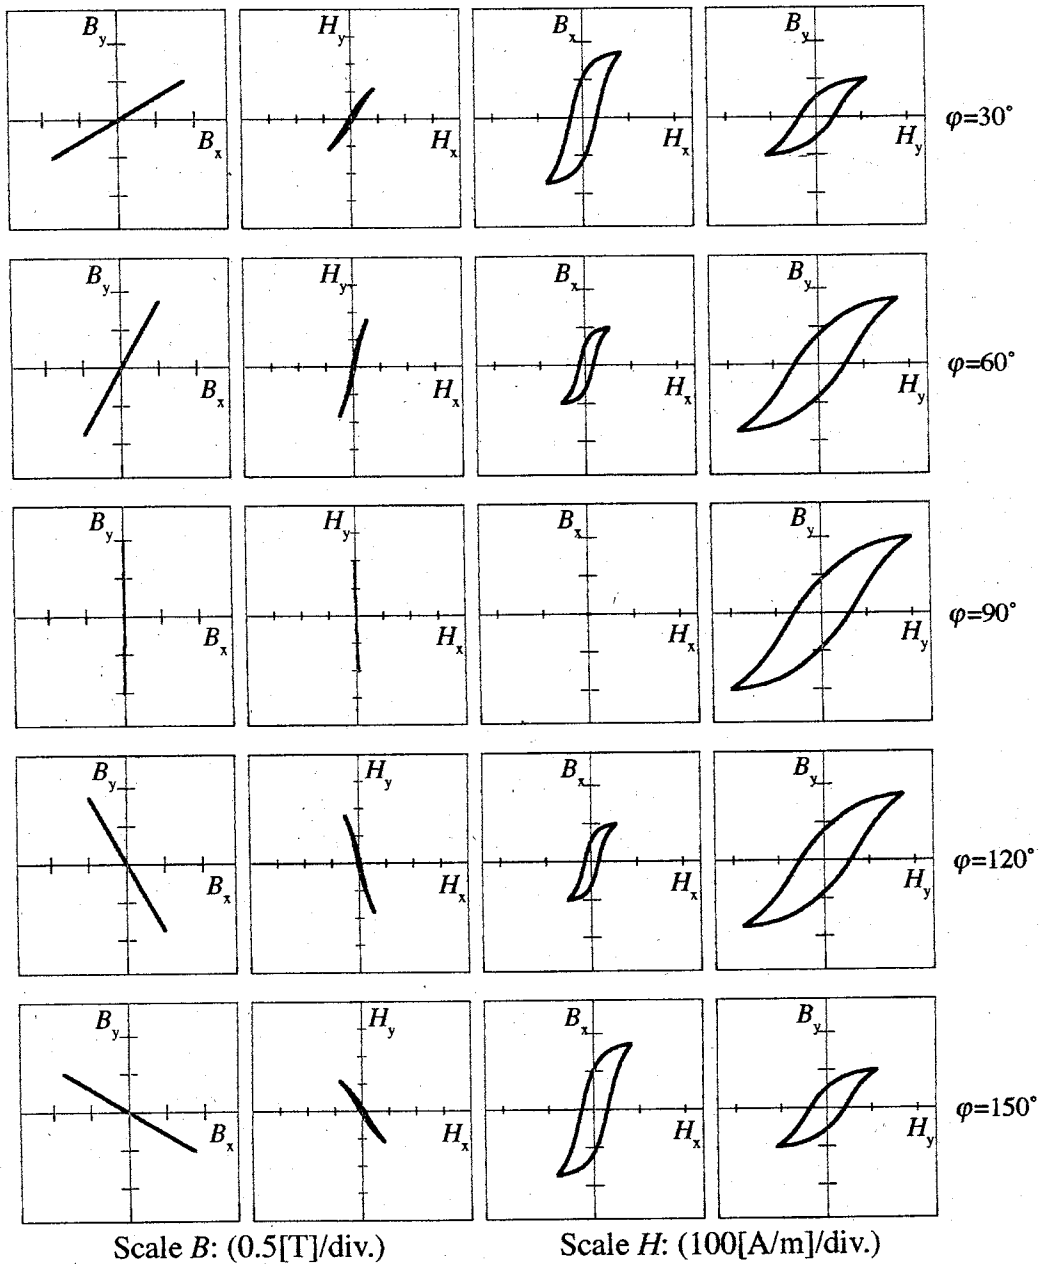 B_y H_y B_x B_y
B_x H_x H_x H_y φ=30°
B_y H_y B_x B_y
B_x H_x H_x H_y φ=60°
B_y H_y B_x B_y
B_x H_x H_x H_y φ=90°
B_y H_y B_x B_y
B_x H_x H_x H_y φ=120°
B_y H_y B_x B_y
B_x H_x H_x H_y φ=150°
Scale B: (0.5[T]/div.) Scale H: (100[A/m]/div.)